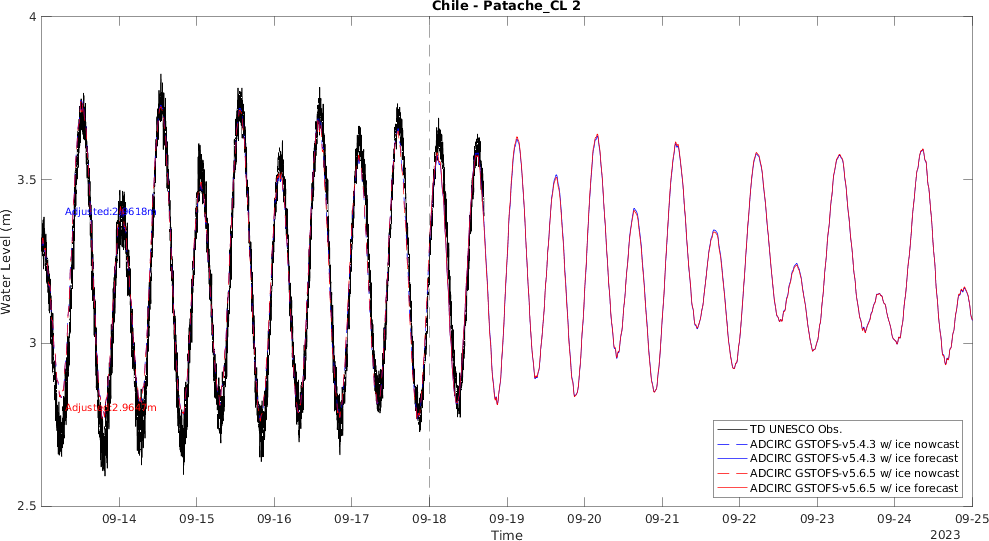 Chile - Patache_CL 2
4
3.5
3
2.5
Water Level (m)
Adjusted:2.9618m
09-14
09-15
09-16
09-17
09-18
09-19
09-20
09-21
09-22
09-23
09-24
09-25
Time
2023
TD UNESCO Obs.
ADCIRC GSTOFS-v5.4.3 w/ ice nowcast
ADCIRC GSTOFS-v5.4.3 w/ ice forecast
ADCIRC GSTOFS-v5.6.5 w/ ice nowcast
ADCIRC GSTOFS-v5.6.5 w/ ice forecast